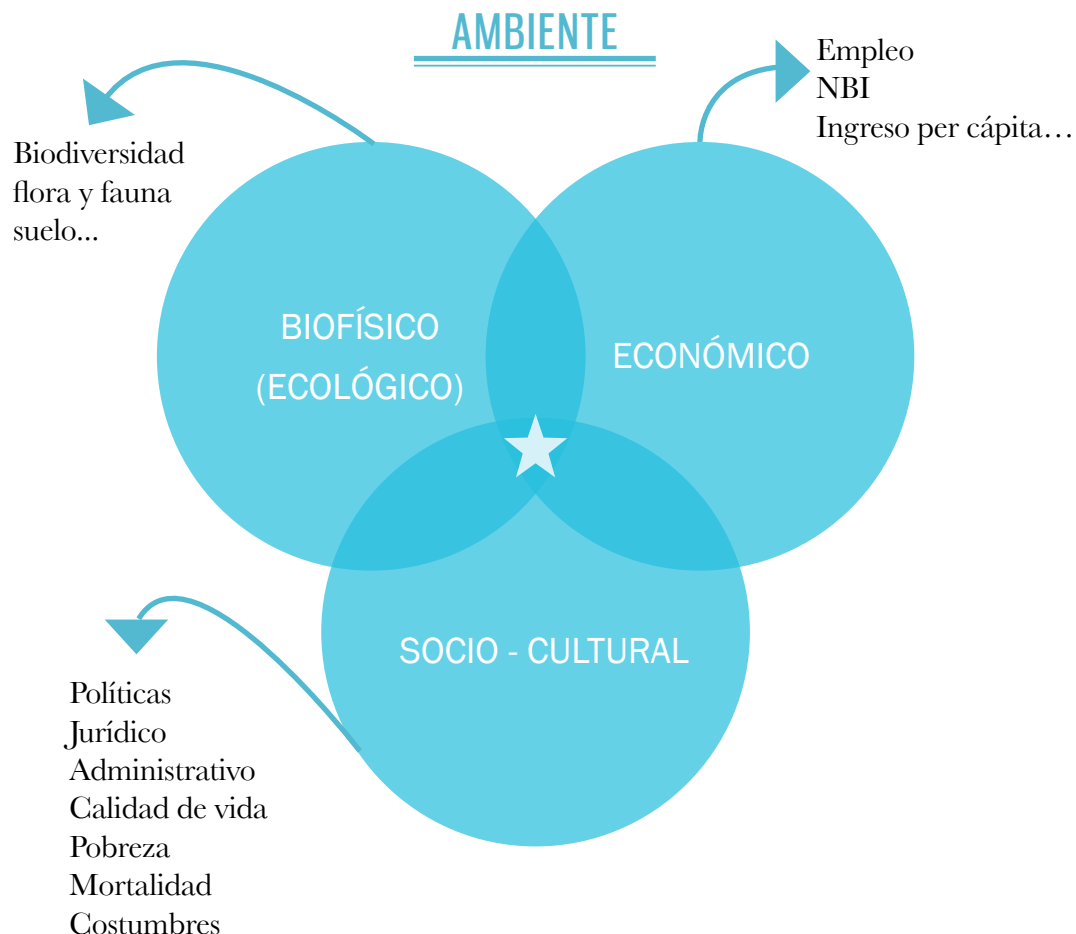 AMBIENTE
Empleo
NBI
Ingreso per cápita…
Biodiversidad
flora y fauna
suelo...
BIOFÍSICO
(ECOLÓGICO)
ECONÓMICO
SOCIO - CULTURAL
Políticas
Jurídico
Administrativo
Calidad de vida
Pobreza
Mortalidad
Costumbres